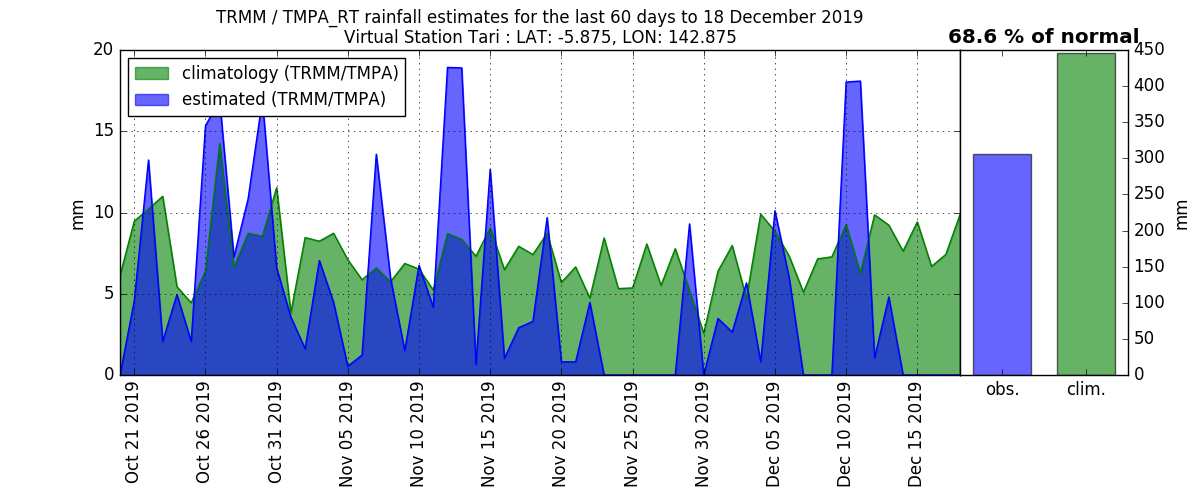 TRMM / TMPA_RT rainfall estimates for the last 60 days to 18 December 2019
Virtual Station Tari : LAT: -5.875, LON: 142.875
68.6 % of normal
climatology (TRMM/TMPA)
estimated (TRMM/TMPA)
mm
20
15
10
5
0
Oct 21 2019
Oct 26 2019
Oct 31 2019
Nov 05 2019
Nov 10 2019
Nov 15 2019
Nov 20 2019
Nov 25 2019
Nov 30 2019
Dec 05 2019
Dec 10 2019
Dec 15 2019
obs.
clim.
450
400
350
300
250
200
150
100
50
0
mm